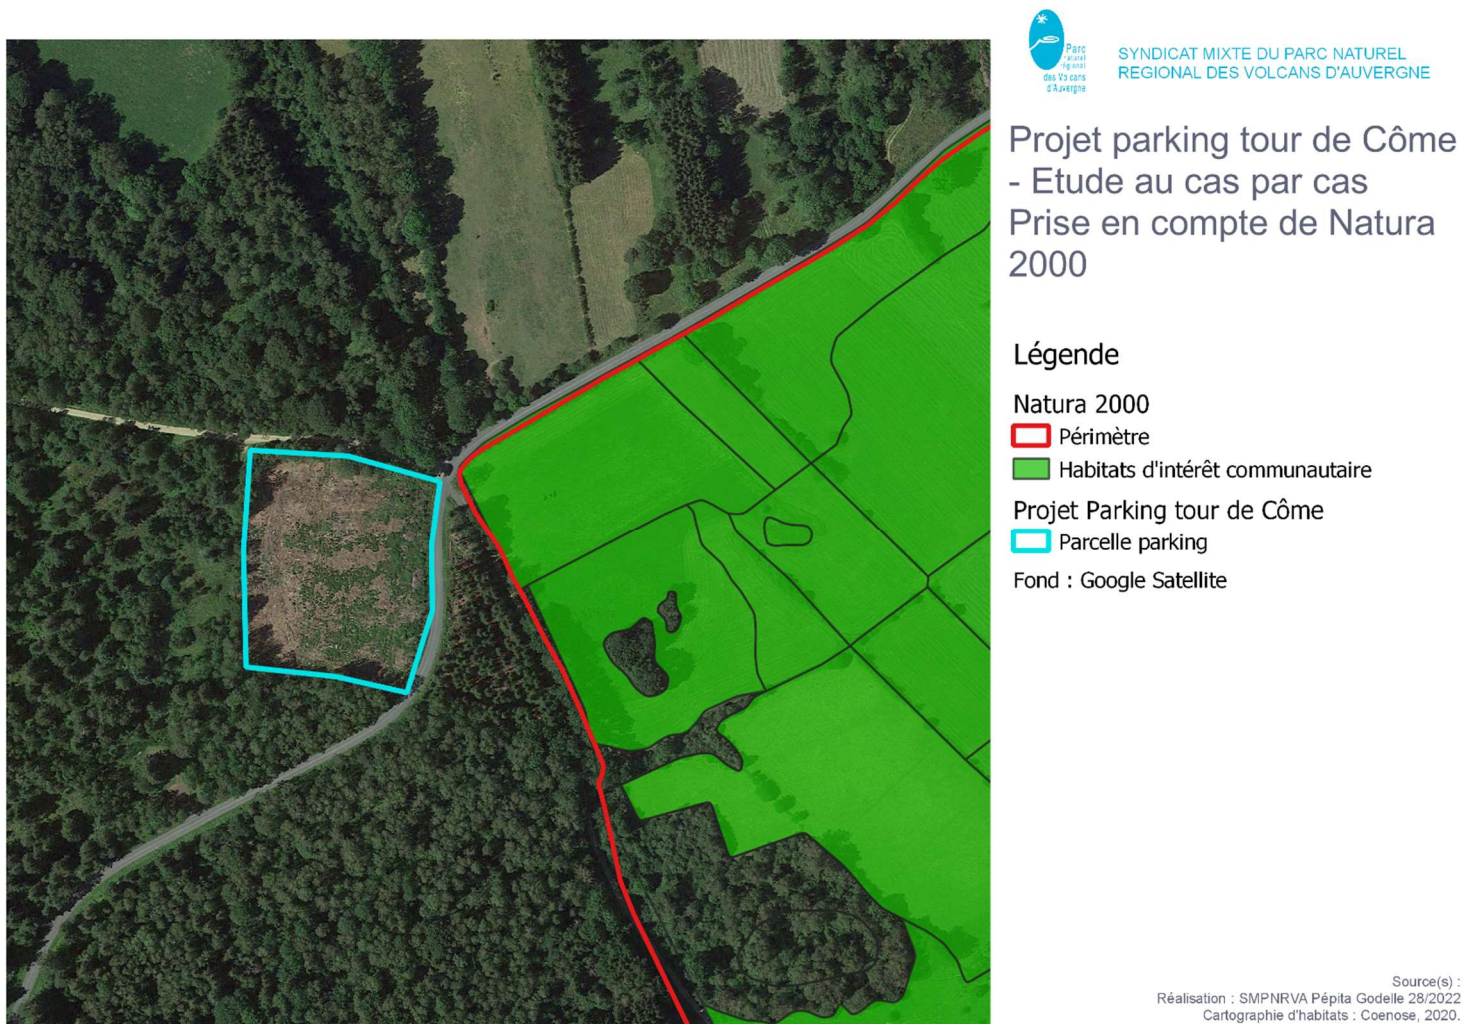 Parc
naturel
régional
des Volcans
d'Auvergne
SYNDICAT MIXTE DU PARC NATUREL
REGIONAL DES VOLCANS D'AUVERGNE
Projet parking tour de Côme
- Etude au cas par cas
Prise en compte de Natura
2000
Légende
Natura 2000
Périmètre
Habitats d'intérêt communautaire
Projet Parking tour de Côme
Parcelle parking
Fond : Google Satellite
Source(s) :
Réalisation : SMPNRVA Pépita Godelle 28/2022
Cartographie d'habitats : Coenose, 2020.